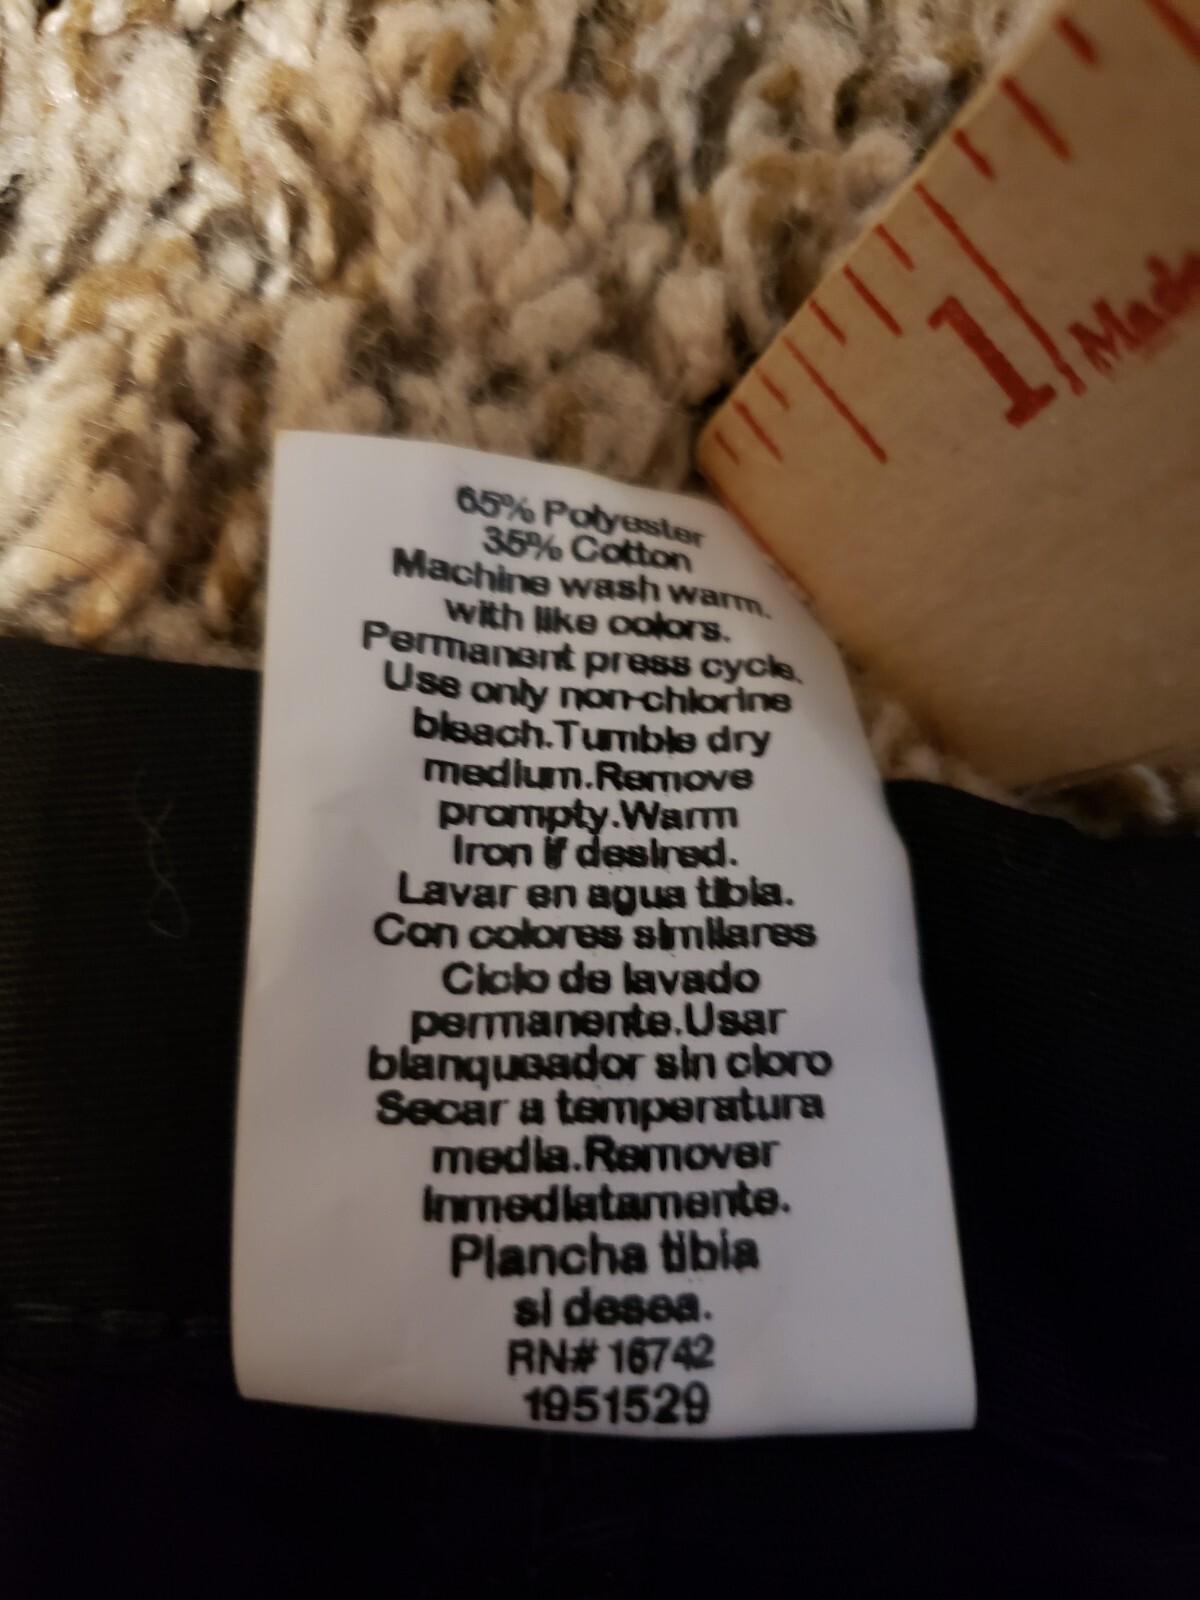 65% Polyester
35% Cotton
Machine wash warm.
with like colors.
Permanent press cycle.
Use only non-chlorine
bleach.Tumble dry
medium.Remove
prompty.Warm
Iron if desired.
Lavar en agua tibia.
Con colores similares
Ciclo de lavado
permanente.Usar
blanqueador sin cloro
Secar a temperatura
media.Remover
Inmediatamente.
Plancha tibia
si desea.
RN# 16742
1951529
1
Made